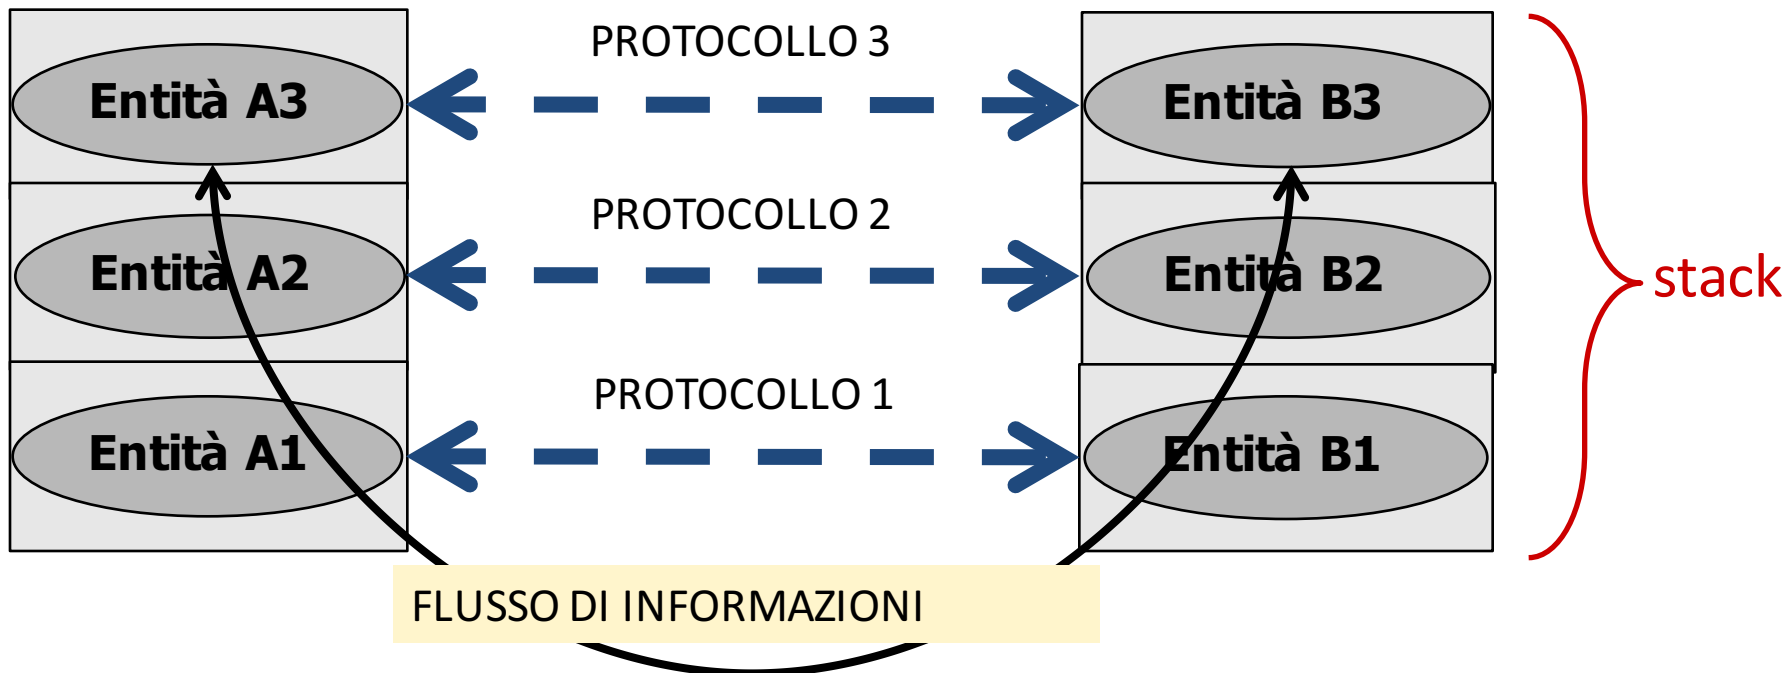 PROTOCOLLO 3
Entità A3
Entità B3
PROTOCOLLO 2
Entità A2
Entità B2
stack
PROTOCOLLO 1
Entità A1
Entità B1
FLUSSO DI INFORMAZIONI